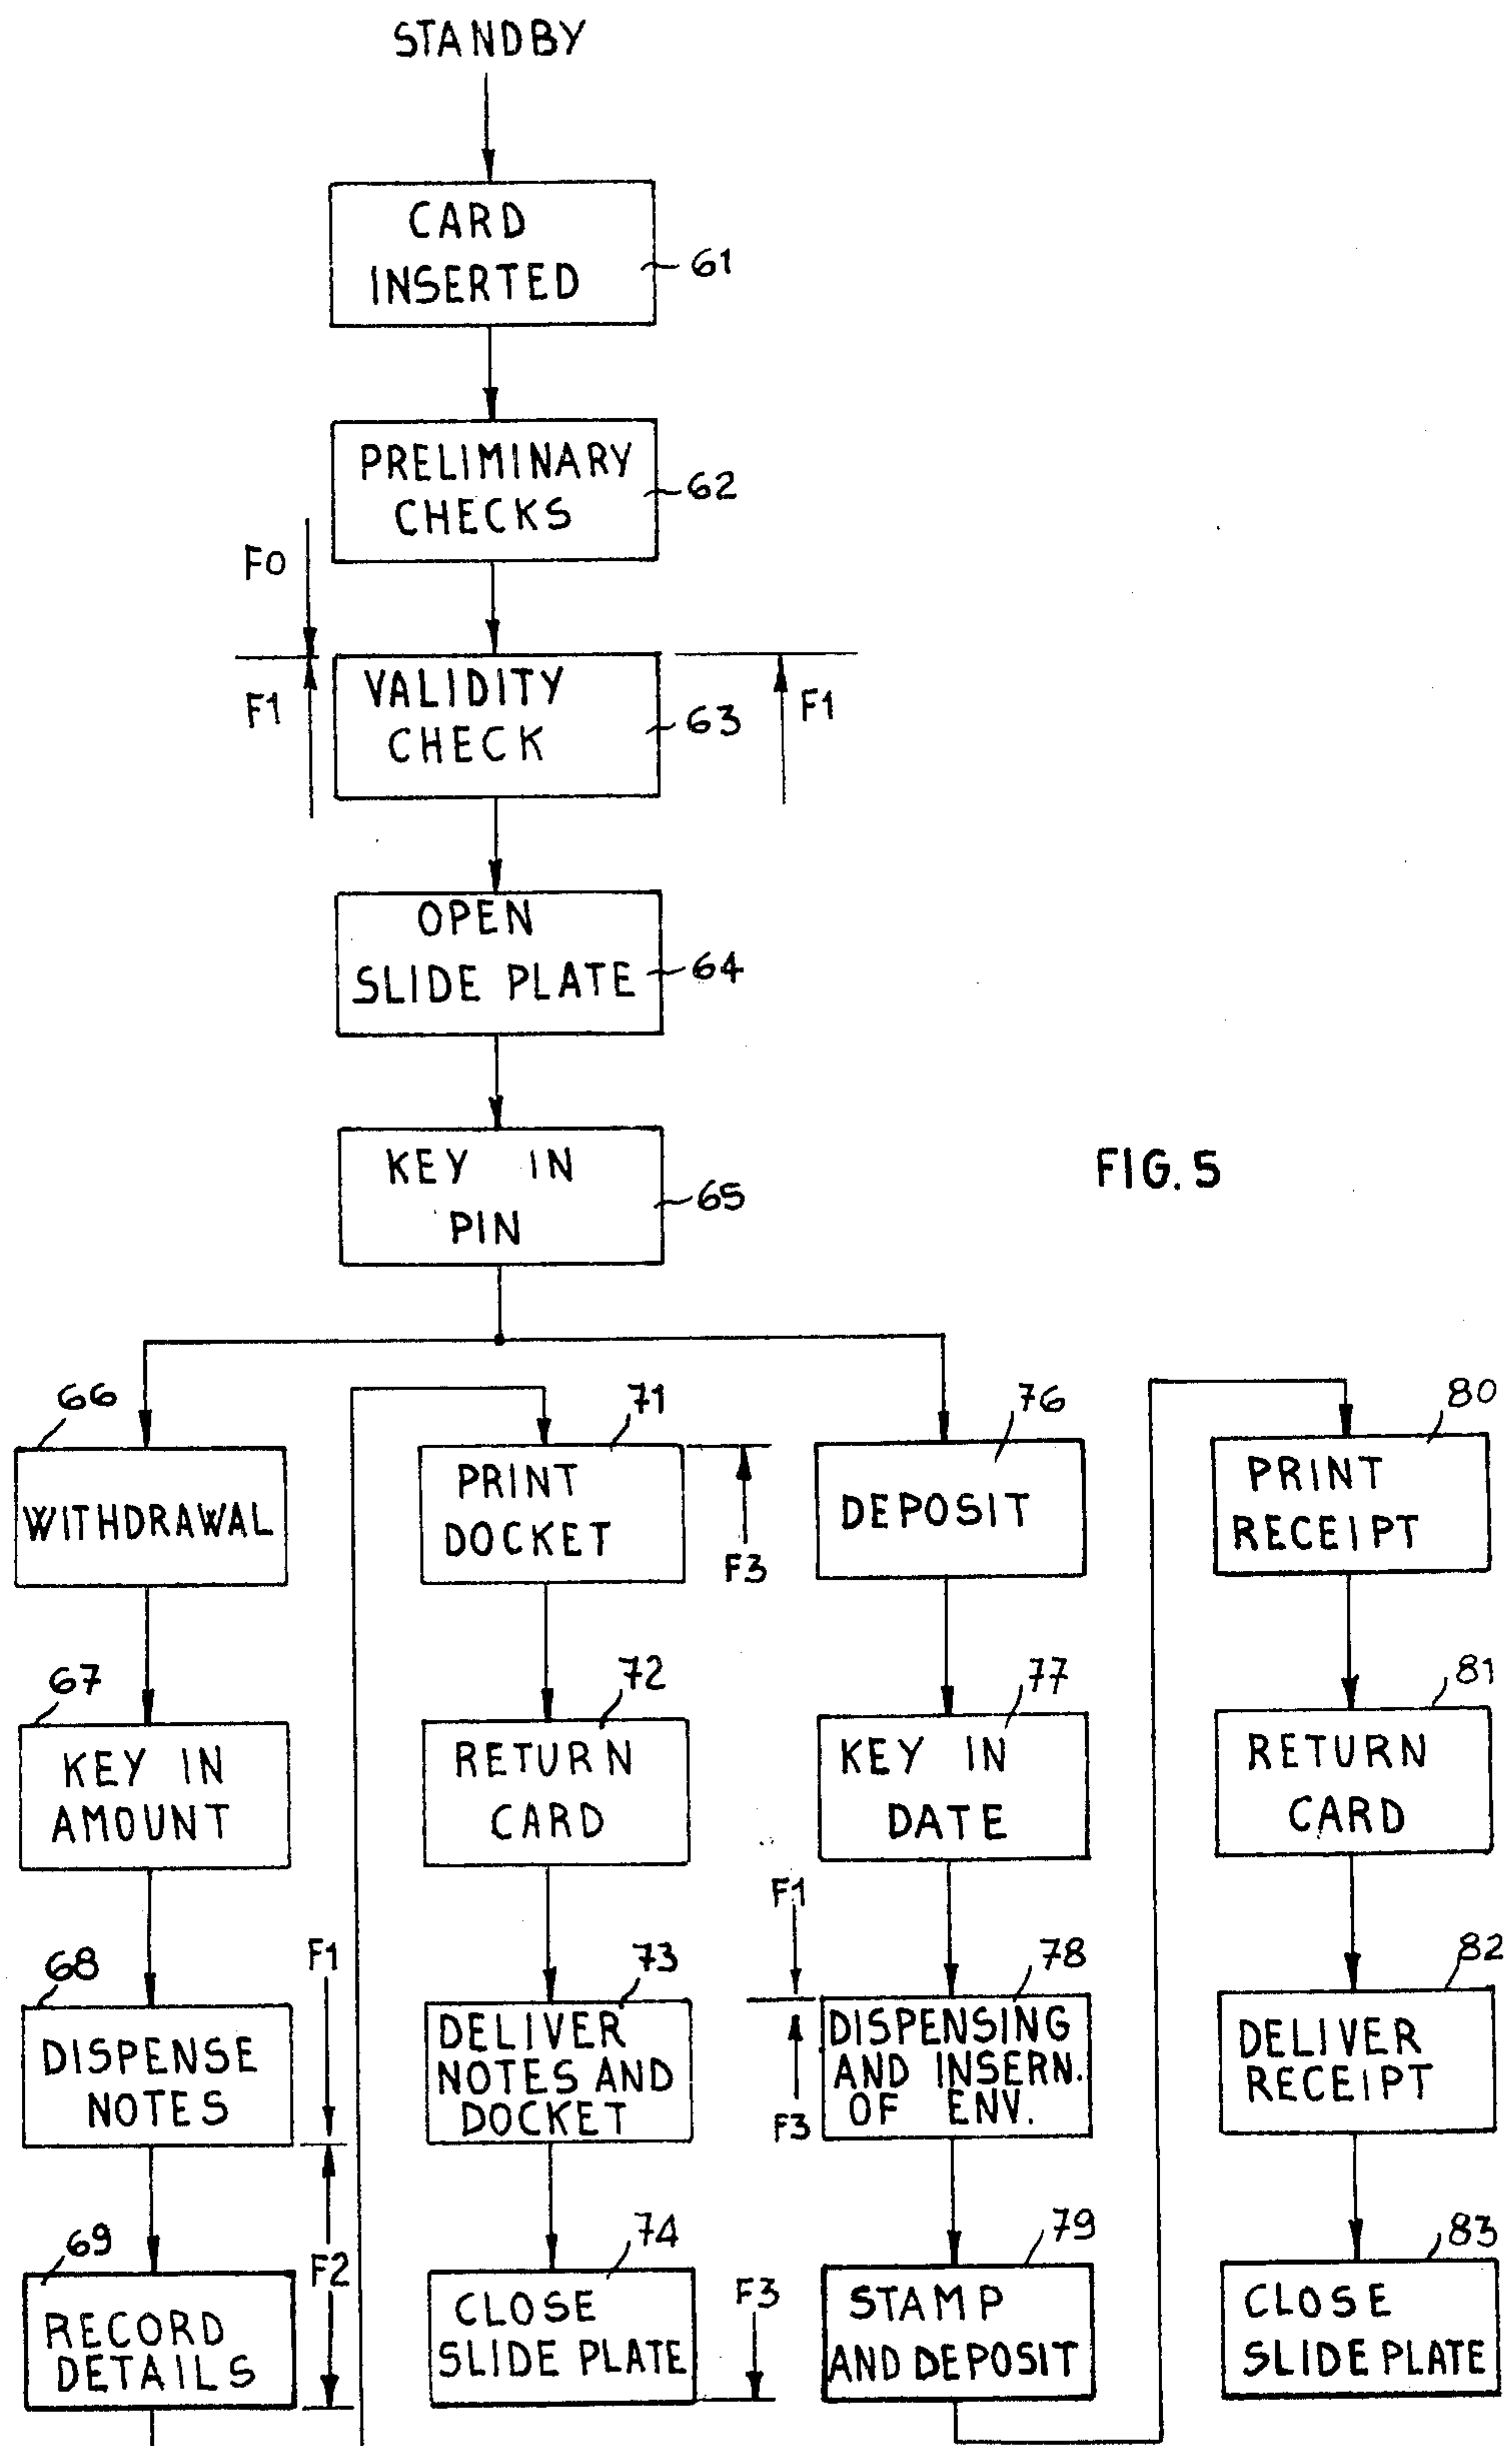 STANDBY
CARD
INSERTED
61
PRELIMINARY
CHECKS
62
F0
F1
VALIDITY
CHECK
63
F1
OPEN
SLIDE PLATE
64
KEY IN
PIN
65
FIG. 5
66
WITHDRAWAL
67
KEY IN
AMOUNT
68
DISPENSE
NOTES
F1
69
RECORD
DETAILS
F2
71
PRINT
DOCKET
F3
72
RETURN
CARD
73
DELIVER
NOTES AND
DOCKET
74
CLOSE
SLIDE PLATE
F3
76
DEPOSIT
77
KEY IN
DATE
F1
78
DISPENSING
AND INSERN.
OF ENV.
F3
79
STAMP
AND DEPOSIT
80
PRINT
RECEIPT
81
RETURN
CARD
82
DELIVER
RECEIPT
83
CLOSE
SLIDE PLATE